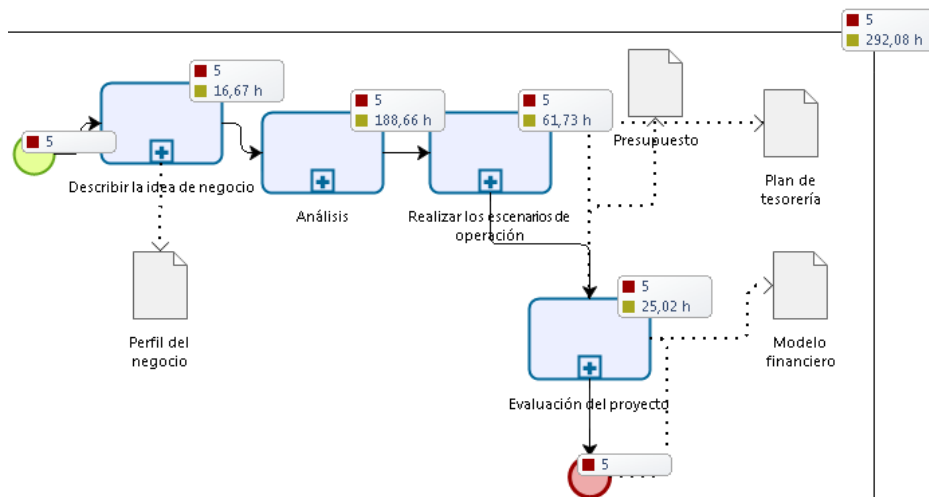 5
292,08 h
5
16,67 h
5
188,66 h
5
61,73 h
5
Presupuesto
Plan de
tesorería
Describir la idea de negocio
Análisis
Realizar los escenarios de
operación
5
25,02 h
Perfil del
negocio
Modelo
financiero
Evaluación del proyecto
5